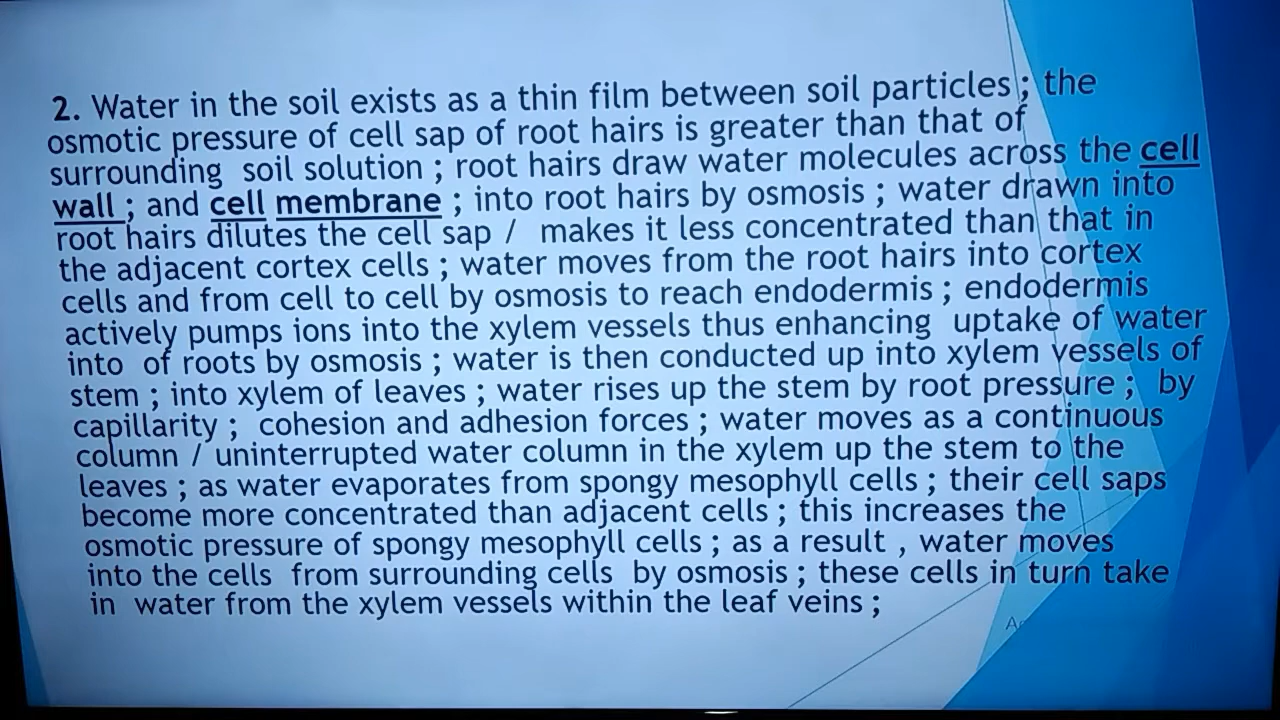 2. Water in the soil exists as a thin film between soil particles ; the
osmotic pressure of cell sap of root hairs is greater than that of
surrounding soil solution ; root hairs draw water molecules across the cell
wall ; and cell membrane ; into root hairs by osmosis ; water drawn into
root hairs dilutes the cell sap / makes it less concentrated than that in
the adjacent cortex cells ; water moves from the root hairs into cortex
cells and from cell to cell by osmosis to reach endodermis ; endodermis
actively pumps ions into the xylem vessels thus enhancing uptake of water
into of roots by osmosis ; water is then conducted up into xylem vessels of
stem ; into xylem of leaves ; water rises up the stem by root pressure ; by
capillarity ; cohesion and adhesion forces ; water moves as a continuous
column / uninterrupted water column in the xylem up the stem to the
leaves ; as water evaporates from spongy mesophyll cells ; their cell saps
become more concentrated than adjacent cells ; this increases the
osmotic pressure of spongy mesophyll cells ; as a result , water moves
into the cells from surrounding cells by osmosis ; these cells in turn take
in water from the xylem vessels within the leaf veins ;